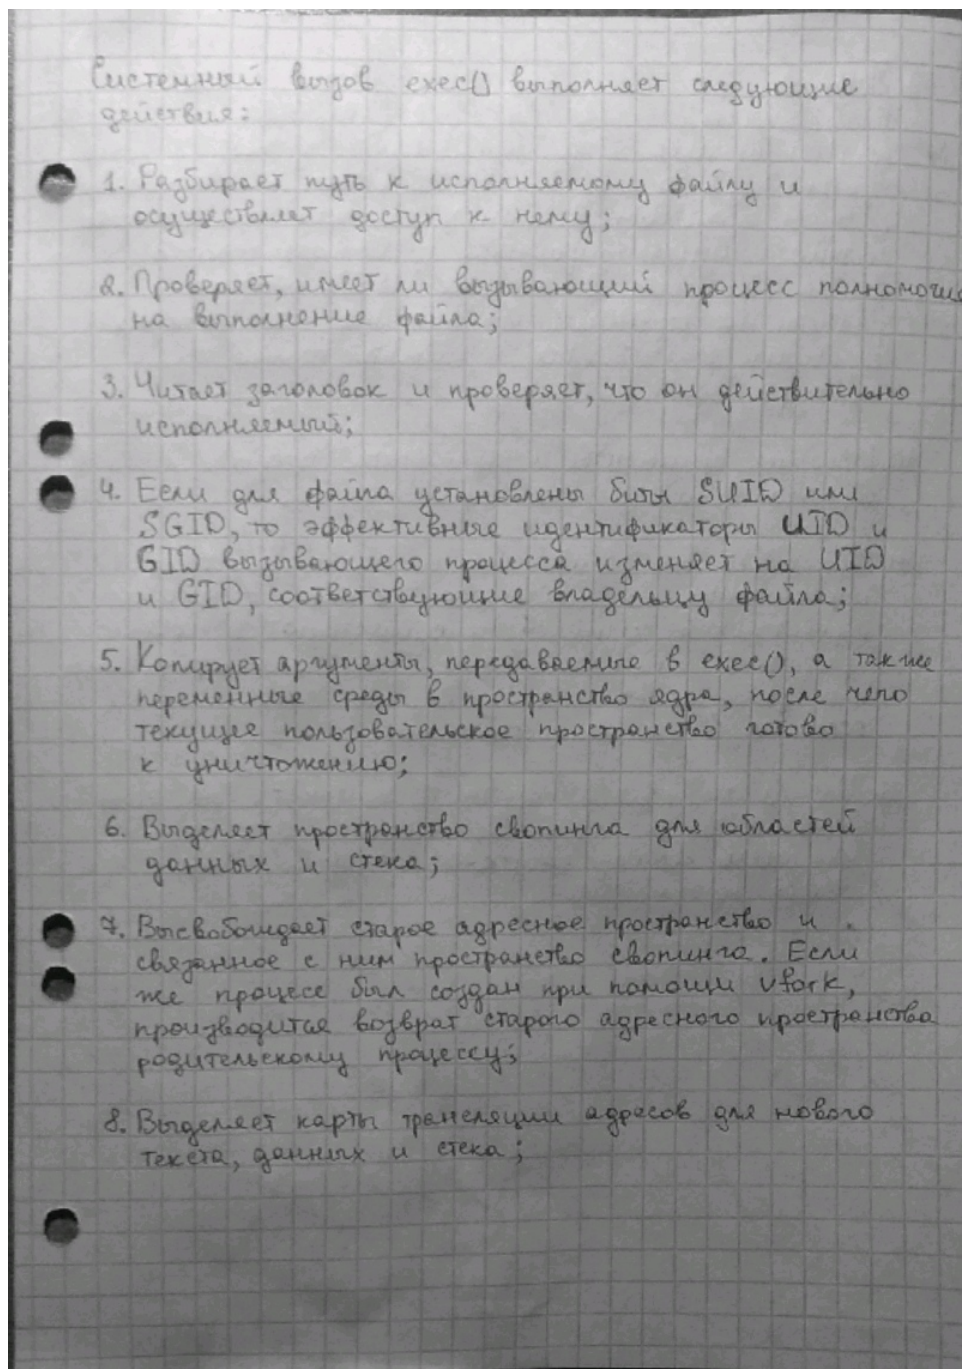 Системный вызов exec() выполняет следующие
действия:
1. Разбирает путь к исполняемому файлу и
осуществляет доступ к нему;
2. Проверяет, имеет ли вызывающий процесс полномочия
на выполнение файла;
3. Читает заголовок и проверяет, что он действительно
исполняемый;
4. Если для файла установлены биты SUID или
SGID, то эффективные идентификаторы UID и
GID вызывающего процесса изменяет на UID
и GID, соответствующие владельцу файла;
5. Копирует аргументы, передаваемые в exec(), а также
переменные среды в пространство ядра, после чего
текущее пользовательское пространство готово
к уничтожению;
6. Выделяет пространство свопинга для областей
данных и стека;
7. Высвобождает старое адресное пространство и
связанное с ним пространство свопинга. Если
же процесс был создан при помощи vfork,
производится возврат старого адресного пространства
родительскому процессу;
8. Выделяет карты трансляции адресов для нового
текста, данных и стека;